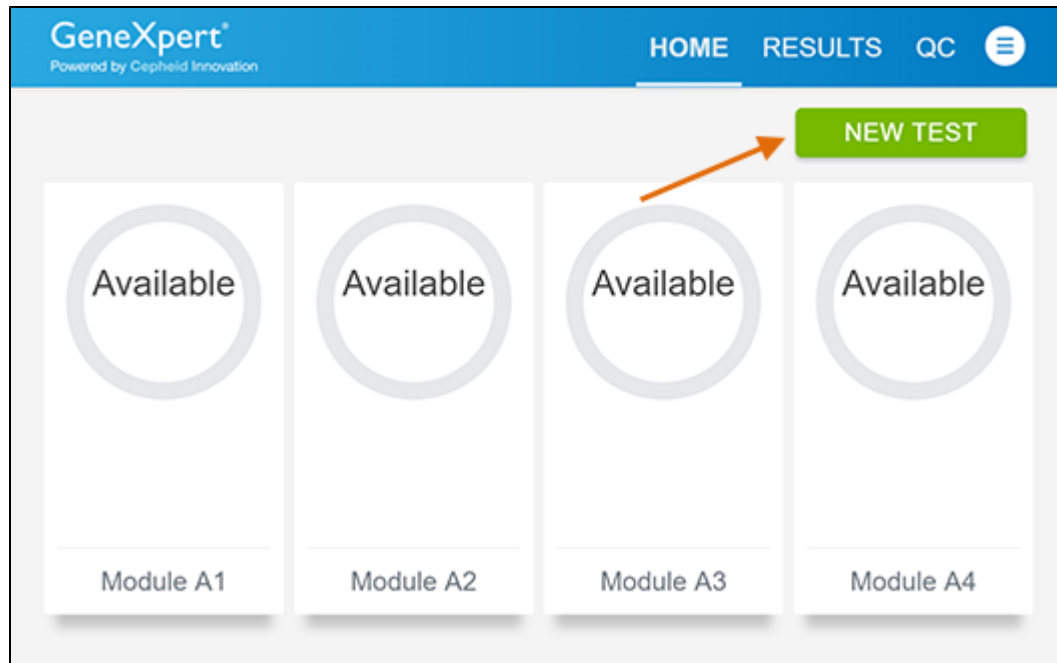 GeneXpert®
Powered by Cepheid Innovation
HOME RESULTS QC
NEW TEST
Available Available Available Available
Module A1 Module A2 Module A3 Module A4